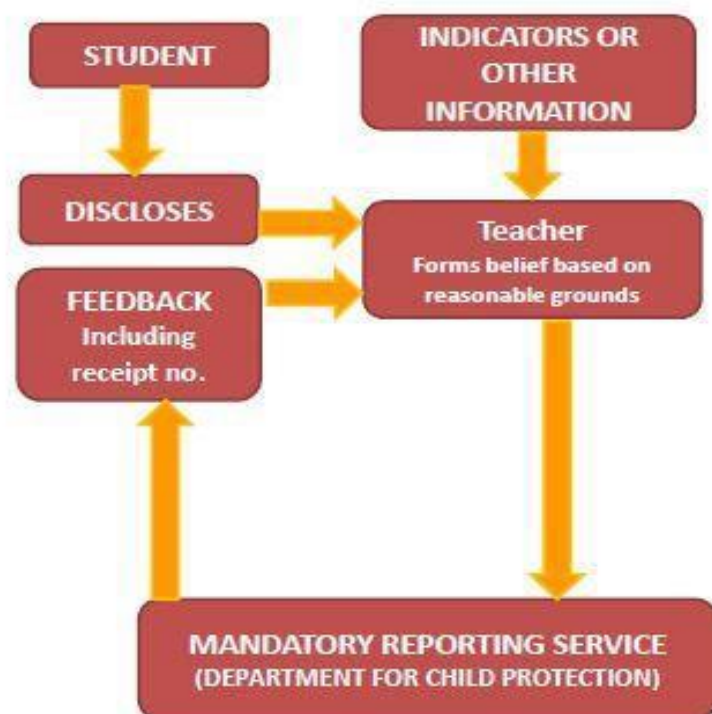 STUDENT
INDICATORS OR
OTHER
INFORMATION
DISCLOSES
Teacher
Forms belief based on
reasonable grounds
FEEDBACK
Including
receipt no.
MANDATORY REPORTING SERVICE
(DEPARTMENT FOR CHILD PROTECTION)